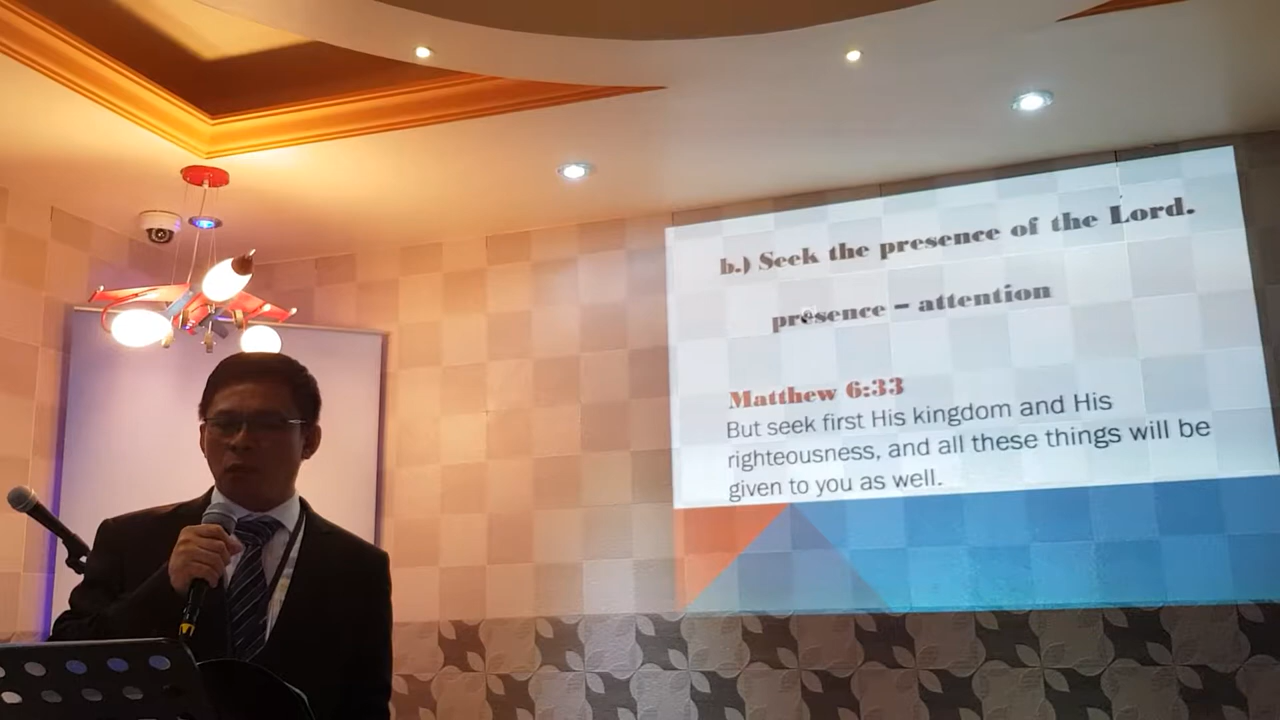 b.) Seek the presence of the Lord.
presence – attention
Matthew 6:33
But seek first His kingdom and His
righteousness, and all these things will be
given to you as well.